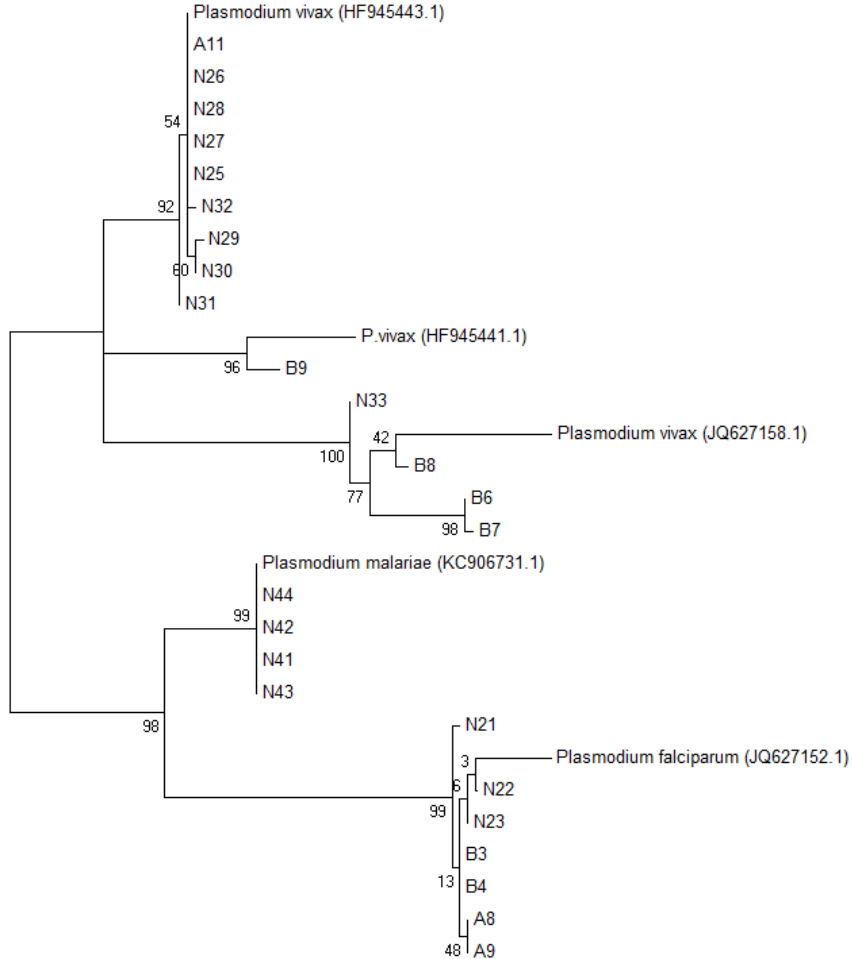 Plasmodium vivax (HF945443.1)
A11
N26
N28
54
N27
N25
92
N32
N29
60
N30
N31
P.vivax (HF945441.1)
96
B9
N33
42
Plasmodium vivax (JQ627158.1)
100
B8
77
B6
98
B7
Plasmodium malariae (KC906731.1)
N44
99
N42
N41
N43
98
N21
3
Plasmodium falciparum (JQ627152.1)
6
N22
99
N23
B3
13
B4
A8
48
A9